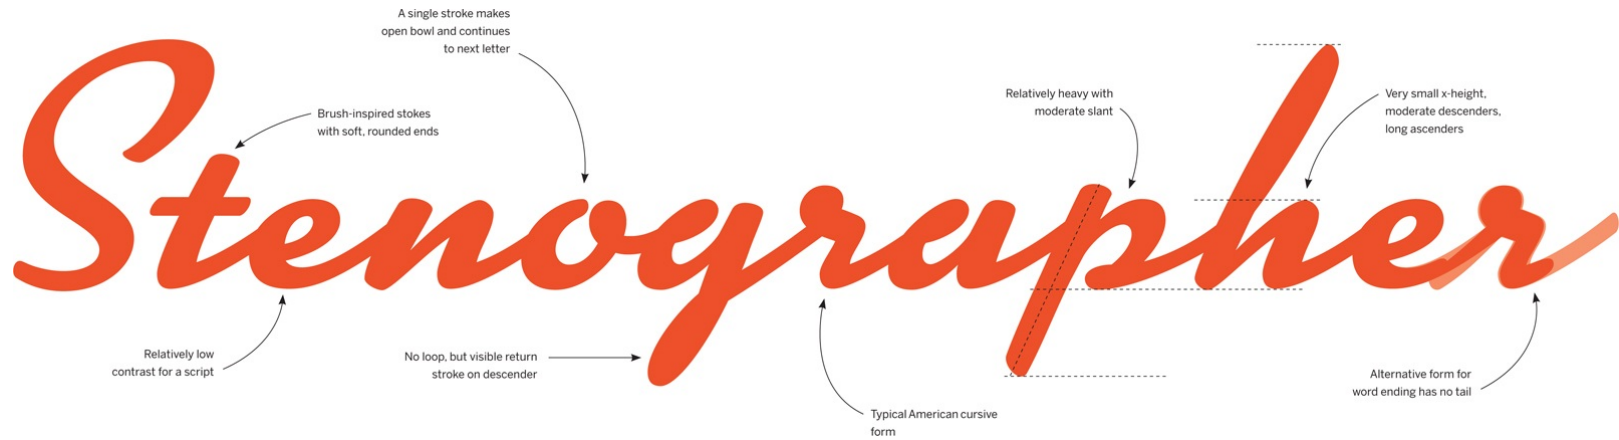 A single stroke makes
open bowl and continues
to next letter
Brush-inspired stokes
with soft, rounded ends
Relatively heavy with
moderate slant
Very small x-height,
moderate descenders,
long ascenders
Stenographer
Relatively low
contrast for a script
No loop, but visible return
stroke on descender
Typical American cursive
form
Alternative form for
word ending has no tail